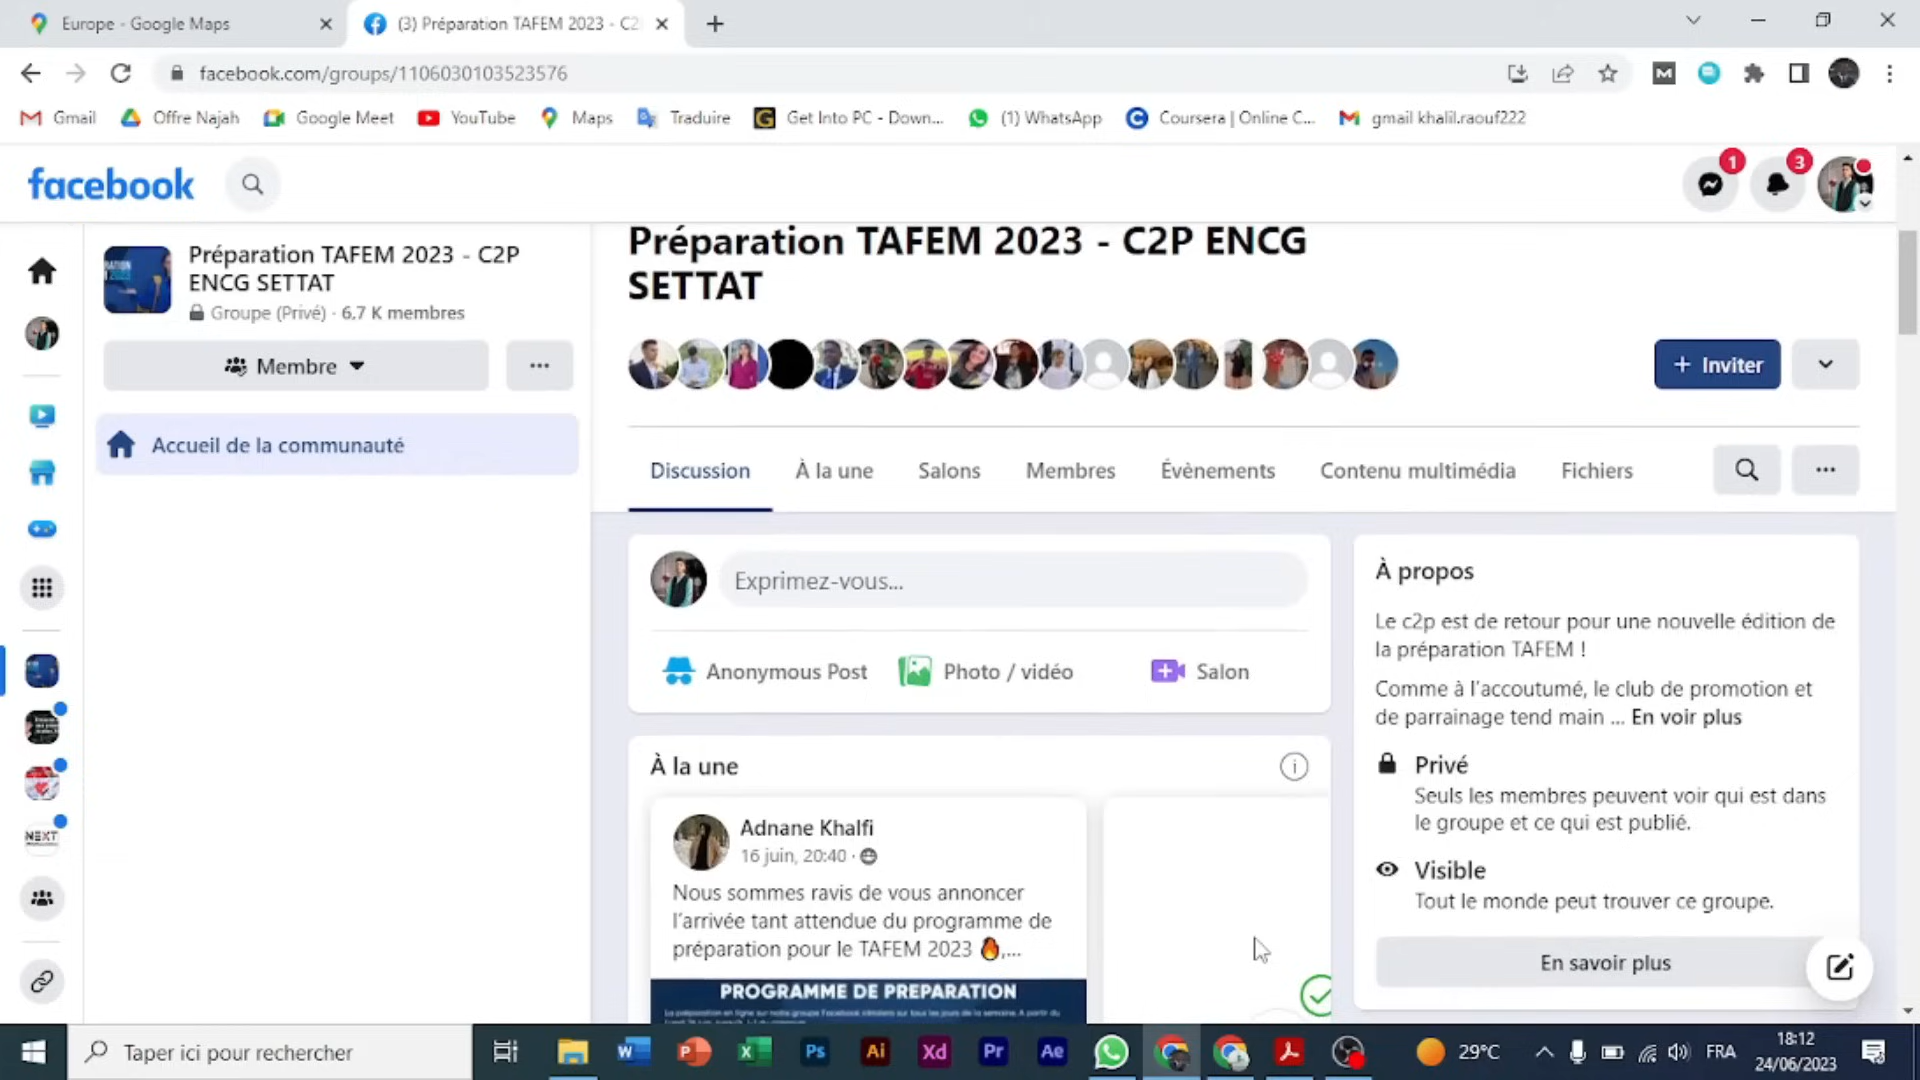 Europe - Google Maps
(3) Préparation TAFEM 2023 - C2
facebook.com/groups/1106030103523576
Gmail
Offre Najah
Google Meet
YouTube
Maps
Traduire
Get Into PC - Down...
(1) WhatsApp
Coursera | Online C...
gmail khalil.raouf222
facebook
1
3
Préparation TAFEM 2023 - C2P
ENCG SETTAT
Groupe (Privé) · 6,7 K membres
Membre
Accueil de la communauté
NEXT
Préparation TAFEM 2023 - C2P ENCG
SETTAT
+ Inviter
Discussion
À la une
Salons
Membres
Évènements
Contenu multimédia
Fichiers
Exprimez-vous...
Anonymous Post
Photo / vidéo
Salon
À la une
Adnane Khalfi
16 juin, 20:40 ·
Nous sommes ravis de vous annoncer
l'arrivée tant attendue du programme de
préparation pour le TAFEM 2023 🔥,...
PROGRAMME DE PREPARATION
À propos
Le c2p est de retour pour une nouvelle édition de
la préparation TAFEM !
Comme à l'accoutumé, le club de promotion et
de parrainage tend main ... En voir plus
Privé
Seuls les membres peuvent voir qui est dans
le groupe et ce qui est publié.
Visible
Tout le monde peut trouver ce groupe.
En savoir plus
Taper ici pour rechercher
Ps
Ai
Xd
Pr
Ae
29°C
FRA
18:12
24/06/2023